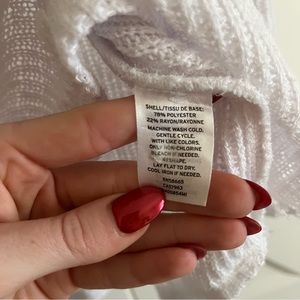 SHELL/TISSU DE BASE:
78% POLYESTER
22% RAYON/RAYONNE
MACHINE WASH COLD.
GENTLE CYCLE.
WITH LIKE COLORS.
ONLY NON-CHLORINE
BLEACH IF NEEDED.
RESHAPE.
LAY FLAT TO DRY.
COOL IRON IF NEEDED.